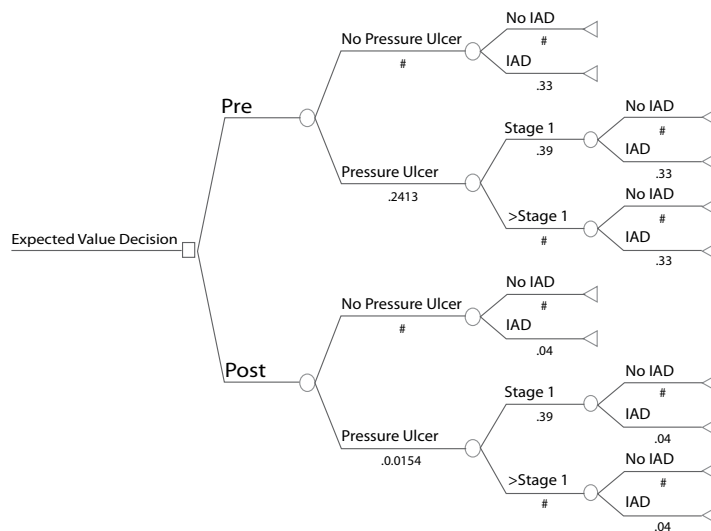 No IAD
#
No Pressure Ulcer
#
IAD
.33
Pre
No IAD
#
Stage 1
.39
IAD
.33
Pressure Ulcer
.2413
No IAD
#
>Stage 1
#
IAD
.33
Expected Value Decision
No IAD
#
No Pressure Ulcer
#
IAD
.04
Post
No IAD
#
Stage 1
.39
IAD
.04
Pressure Ulcer
.0.0154
No IAD
#
>Stage 1
#
IAD
.04